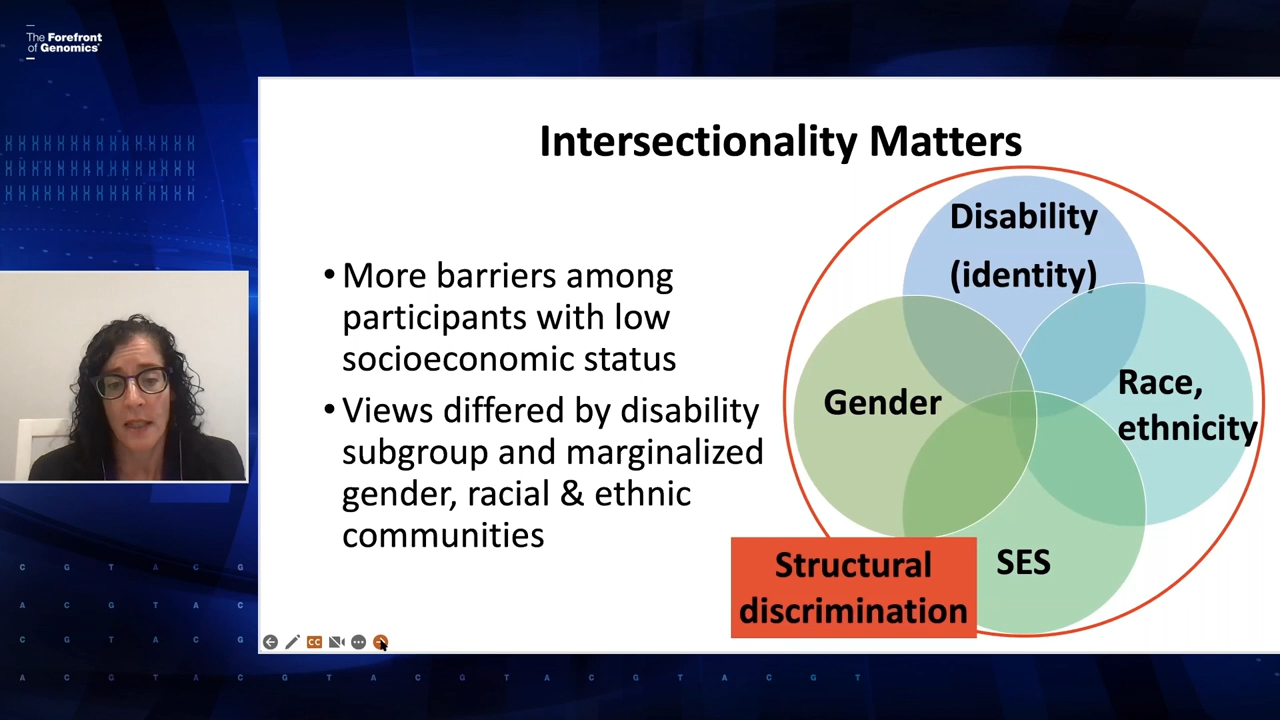 The Forefront
of Genomics®
Intersectionality Matters
• More barriers among
participants with low
socioeconomic status
• Views differed by disability
subgroup and marginalized
gender, racial & ethnic
communities
Disability
(identity)
Gender
Race,
ethnicity
SES
Structural
discrimination
CC
C G T A C G
A C G T A C
C G T A C G
A C G T A C G T A C G T A C G T A C G T